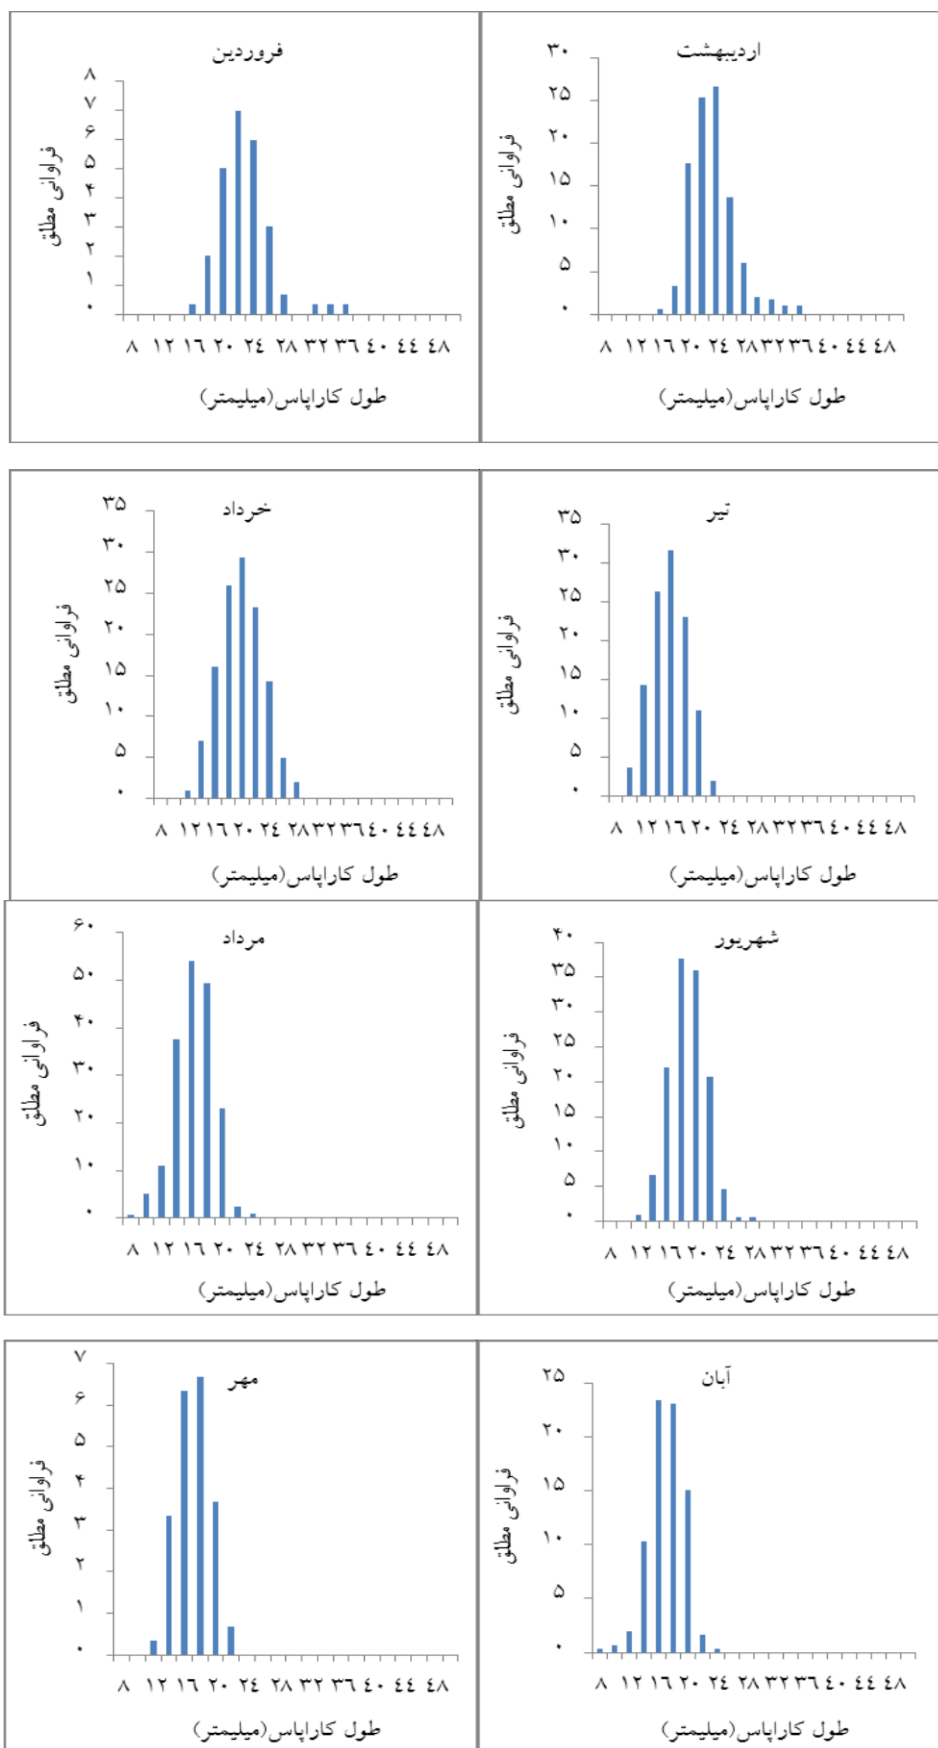 فروردین
۸
۷
۶
۵
۴
۳
۲
۱
۰
فراوانی مطلق
۸ ۱۲ ۱۶ ۲۰ ۲۴ ۲۸ ۳۲ ۳۶ ۴۰ ۴۴ ۴۸
طول کاراپاس(میلیمتر)
اردیبهشت
۳۰
۲۵
۲۰
۱۵
۱۰
۵
۰
فراوانی مطلق
۸ ۱۲ ۱۶ ۲۰ ۲۴ ۲۸ ۳۲ ۳۶ ۴۰ ۴۴ ۴۸
طول کاراپاس(میلیمتر)
خرداد
۳۵
۳۰
۲۵
۲۰
۱۵
۱۰
۵
۰
فراوانی مطلق
۸ ۱۲ ۱۶ ۲۰ ۲۴ ۲۸ ۳۲ ۳۶ ۴۰ ۴۴ ۴۸
طول کاراپاس(میلیمتر)
تیر
۳۵
۳۰
۲۵
۲۰
۱۵
۱۰
۵
۰
فراوانی مطلق
۸ ۱۲ ۱۶ ۲۰ ۲۴ ۲۸ ۳۲ ۳۶ ۴۰ ۴۴ ۴۸
طول کاراپاس(میلیمتر)
مرداد
۶۰
۵۰
۴۰
۳۰
۲۰
۱۰
۰
فراوانی مطلق
۸ ۱۲ ۱۶ ۲۰ ۲۴ ۲۸ ۳۲ ۳۶ ۴۰ ۴۴ ۴۸
طول کاراپاس(میلیمتر)
شهریور
۴۰
۳۵
۳۰
۲۵
۲۰
۱۵
۱۰
۵
۰
فراوانی مطلق
۸ ۱۲ ۱۶ ۲۰ ۲۴ ۲۸ ۳۲ ۳۶ ۴۰ ۴۴ ۴۸
طول کاراپاس(میلیمتر)
مهر
۷
۶
۵
۴
۳
۲
۱
۰
فراوانی مطلق
۸ ۱۲ ۱۶ ۲۰ ۲۴ ۲۸ ۳۲ ۳۶ ۴۰ ۴۴ ۴۸
طول کاراپاس(میلیمتر)
آبان
۲۵
۲۰
۱۵
۱۰
۵
۰
فراوانی مطلق
۸ ۱۲ ۱۶ ۲۰ ۲۴ ۲۸ ۳۲ ۳۶ ۴۰ ۴۴ ۴۸
طول کاراپاس(میلیمتر)